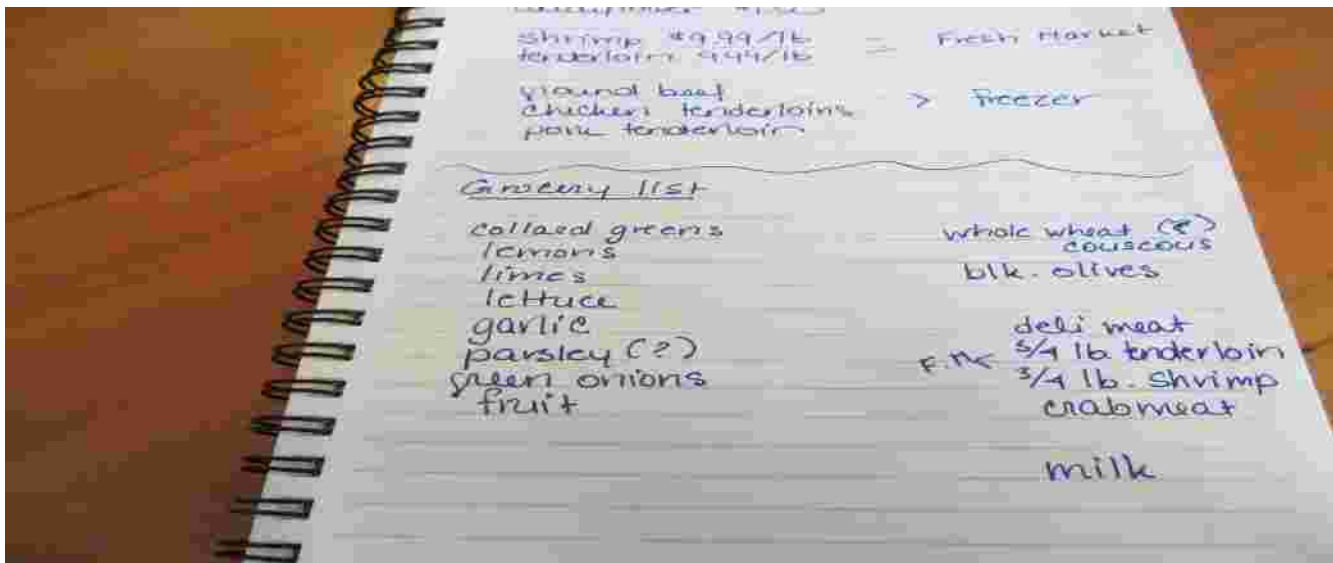 shrimp $9.99/lb = Fresh Market
tenderloin 9.99/lb
ground beef
chicken tenderloins > freezer
pork tenderloin
Grocery list
collard greens
lemons
limes
lettuce
garlic
parsley (?)
green onions
fruit
whole wheat (?)
couscous
blk. olives
deli meat
3/4 lb tenderloin
3/4 lb. shrimp
crabmeat
milk